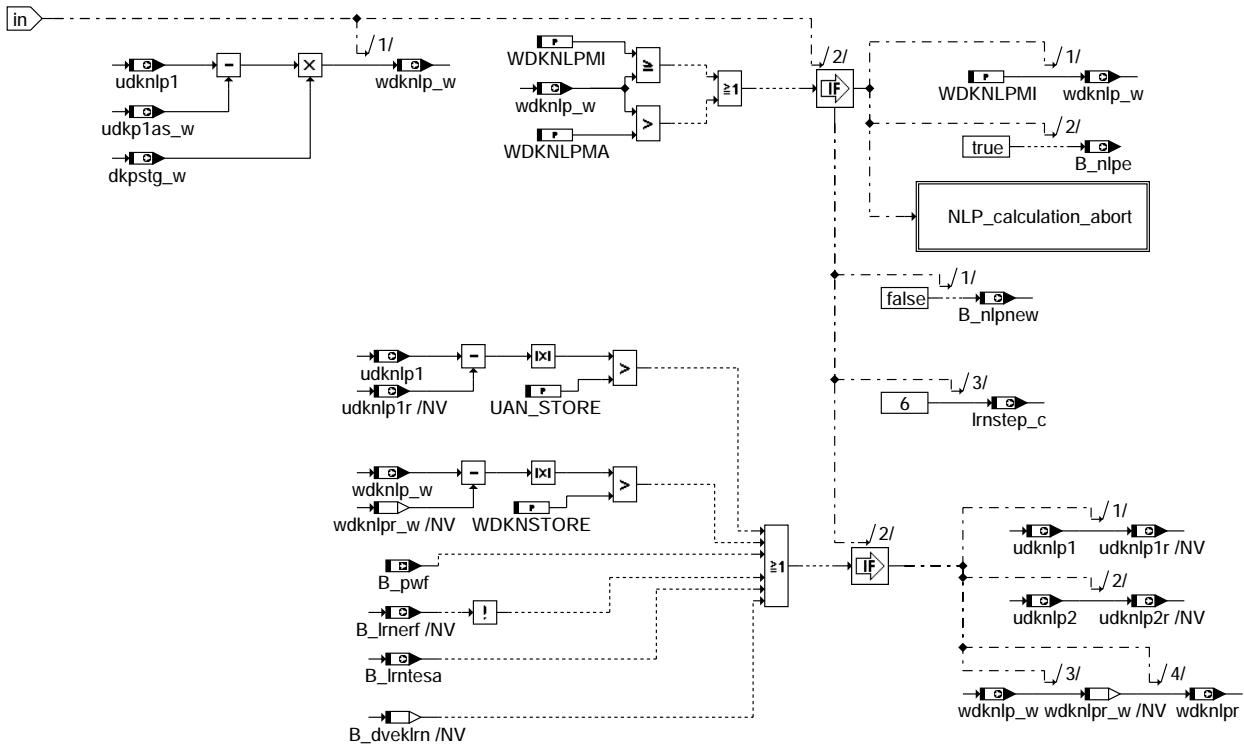 in
/1/
/2/
/1/
udknlp1
-
×
wdknlp_w
udkp1as_w
dkpstg_w
WDKNLPMI
≥
wdknlp_w
>
WDKNLPMA
≥1
IF
WDKNLPMI
wdknlp_w
/2/
true
B_nlpe
NLP_calculation_abort
/1/
false
B_nlpnew
udknlp1
-
|x|
>
udknlp1r /NV
UAN_STORE
/3/
6
lrnstep_c
wdknlp_w
-
|x|
>
wdknlpr_w /NV
WDKNSTORE
≥1
/2/
IF
B_pwf
B_lrnerf /NV
!
B_lrntesa
B_dveklrn /NV
/1/
udknlp1
udknlp1r /NV
/2/
udknlp2
udknlp2r /NV
/3/
/4/
wdknlp_w
wdknlpr_w /NV
wdknlpr